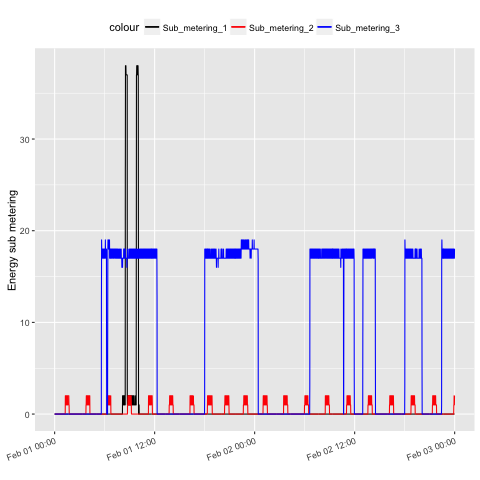 colour Sub_metering_1 Sub_metering_2 Sub_metering_3
Energy sub metering
30
20
10
0
Feb 01 00:00
Feb 01 12:00
Feb 02 00:00
Feb 02 12:00
Feb 03 00:00